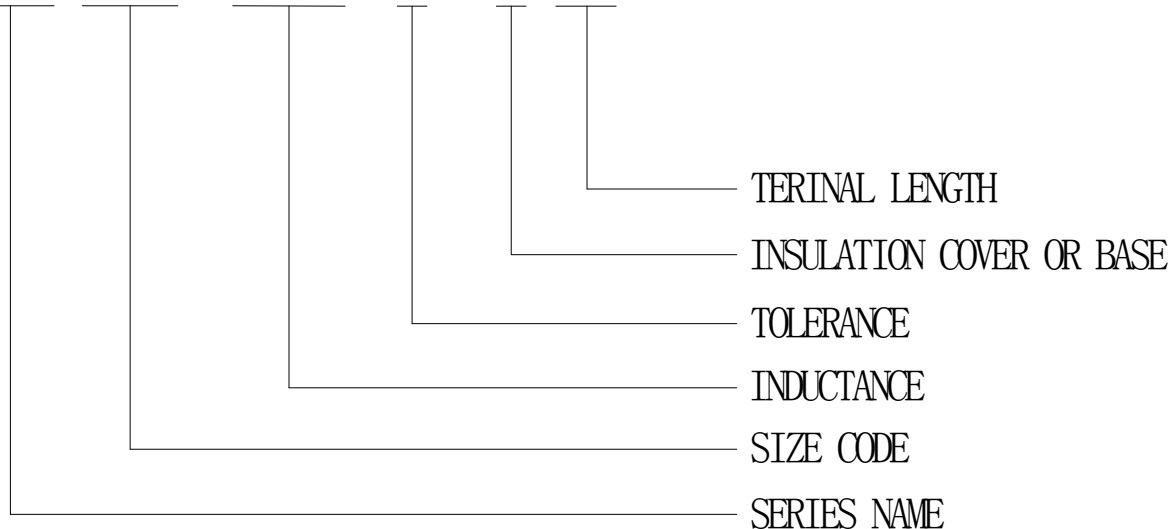 TERINAL LENGTH
INSULATION COVER OR BASE
TOLERANCE
INDUCTANCE
SIZE CODE
SERIES NAME